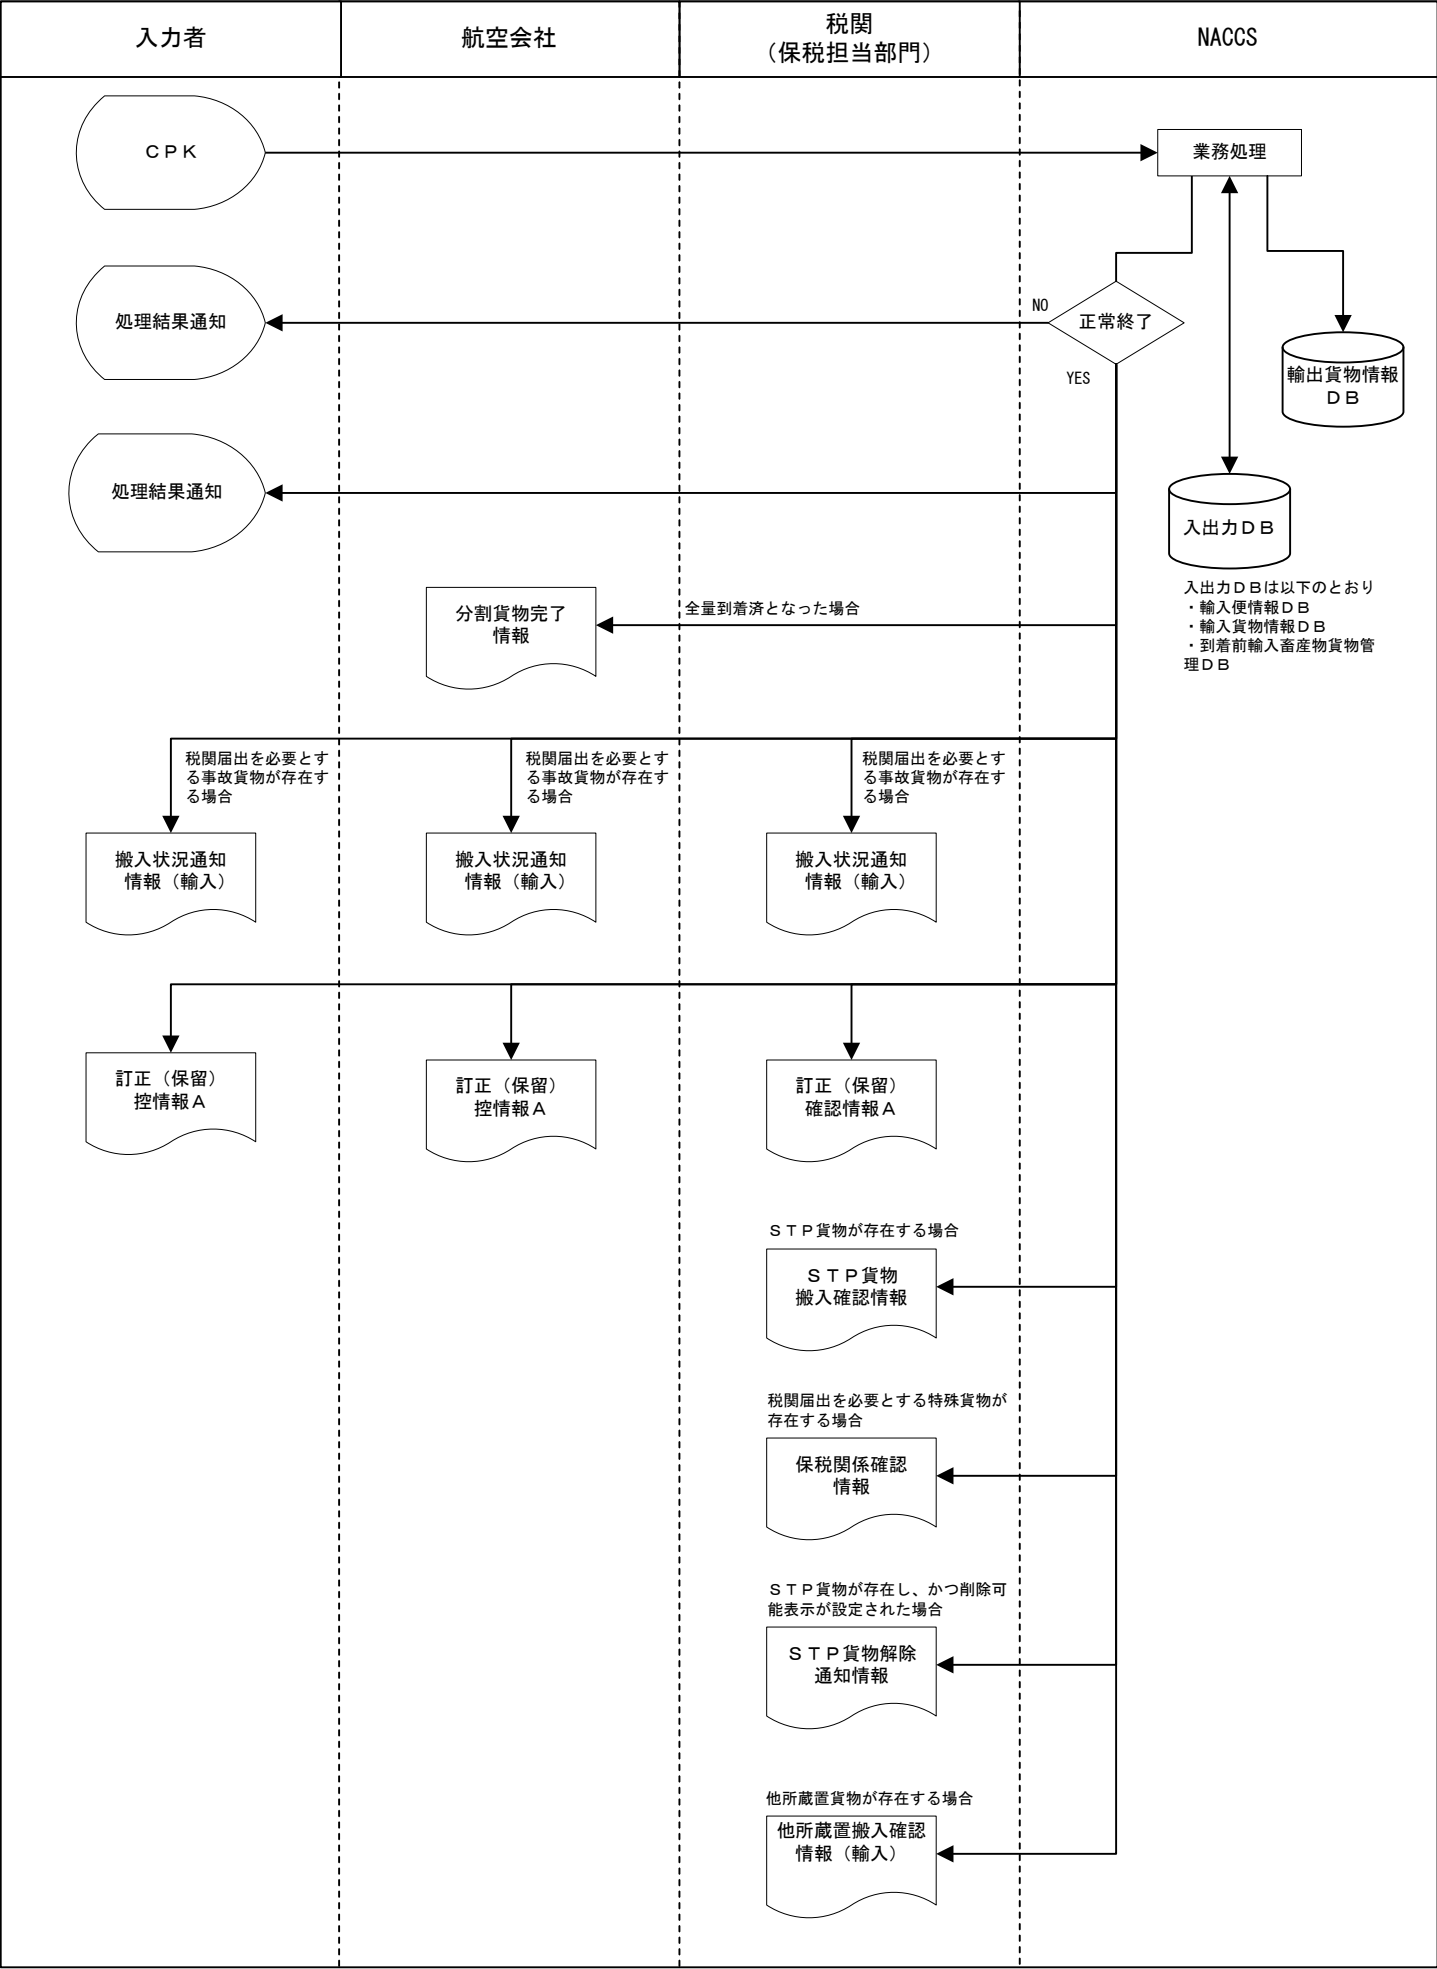 入力者
航空会社
税関
（保税担当部門）
NACCS
ＣＰＫ
業務処理
処理結果通知
NO
正常終了
YES
輸出貨物情報
ＤＢ
処理結果通知
入出力ＤＢ
入出力ＤＢは以下のとおり
・輸入便情報ＤＢ
・輸入貨物情報ＤＢ
・到着前輸入畜産物貨物管
理ＤＢ
分割貨物完了
情報
全量到着済となった場合
税関届出を必要とす
る事故貨物が存在す
る場合
税関届出を必要とす
る事故貨物が存在す
る場合
税関届出を必要とす
る事故貨物が存在す
る場合
搬入状況通知
情報（輸入）
搬入状況通知
情報（輸入）
搬入状況通知
情報（輸入）
訂正（保留）
控情報Ａ
訂正（保留）
控情報Ａ
訂正（保留）
確認情報Ａ
ＳＴＰ貨物が存在する場合
ＳＴＰ貨物
搬入確認情報
税関届出を必要とする特殊貨物が
存在する場合
保税関係確認
情報
ＳＴＰ貨物が存在し、かつ削除可
能表示が設定された場合
ＳＴＰ貨物解除
通知情報
他所蔵置貨物が存在する場合
他所蔵置搬入確認
情報（輸入）